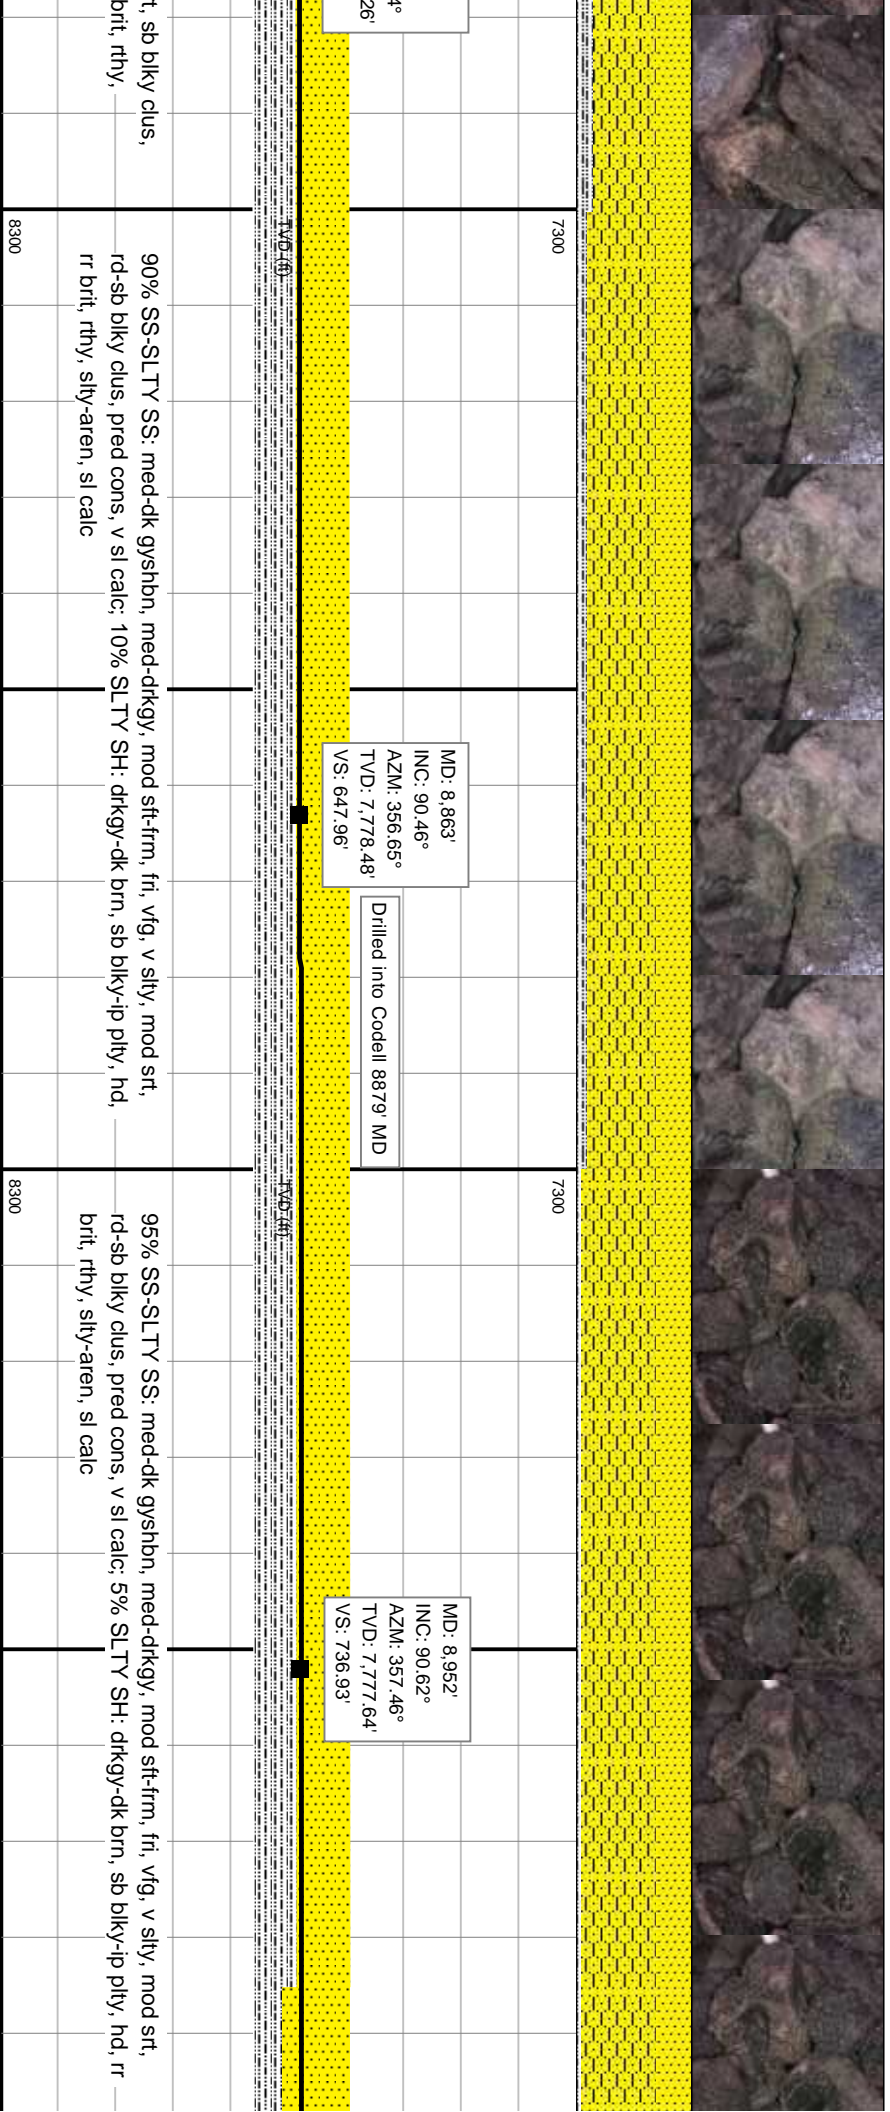 4°
26'
t, sb blky clus,
brit, rthy,
7300
TVD (ft)
8300
90% SS-SLTY SS: med-dk gyshbn, med-drkgy, mod sft-frm, fri, vfg, v slty, mod srt,
rd-sb blky clus, pred cons, v sl calc; 10% SLTY SH: drkgy-dk brn, sb blky-ip plty, hd,
rr brit, rthy, slty-aren, sl calc
MD: 8,863'
INC: 90.46°
AZM: 356.65°
TVD: 7,778.48'
VS: 647.96'
Drilled into Codell 8879' MD
7300
TVD (ft)
8300
95% SS-SLTY SS: med-dk gyshbn, med-drkgy, mod sft-frm, fri, vfg, v slty, mod srt,
rd-sb blky clus, pred cons, v sl calc; 5% SLTY SH: drkgy-dk brn, sb blky-ip plty, hd, rr
brit, rthy, slty-aren, sl calc
MD: 8,952'
INC: 90.62°
AZM: 357.46°
TVD: 7,777.64'
VS: 736.93'